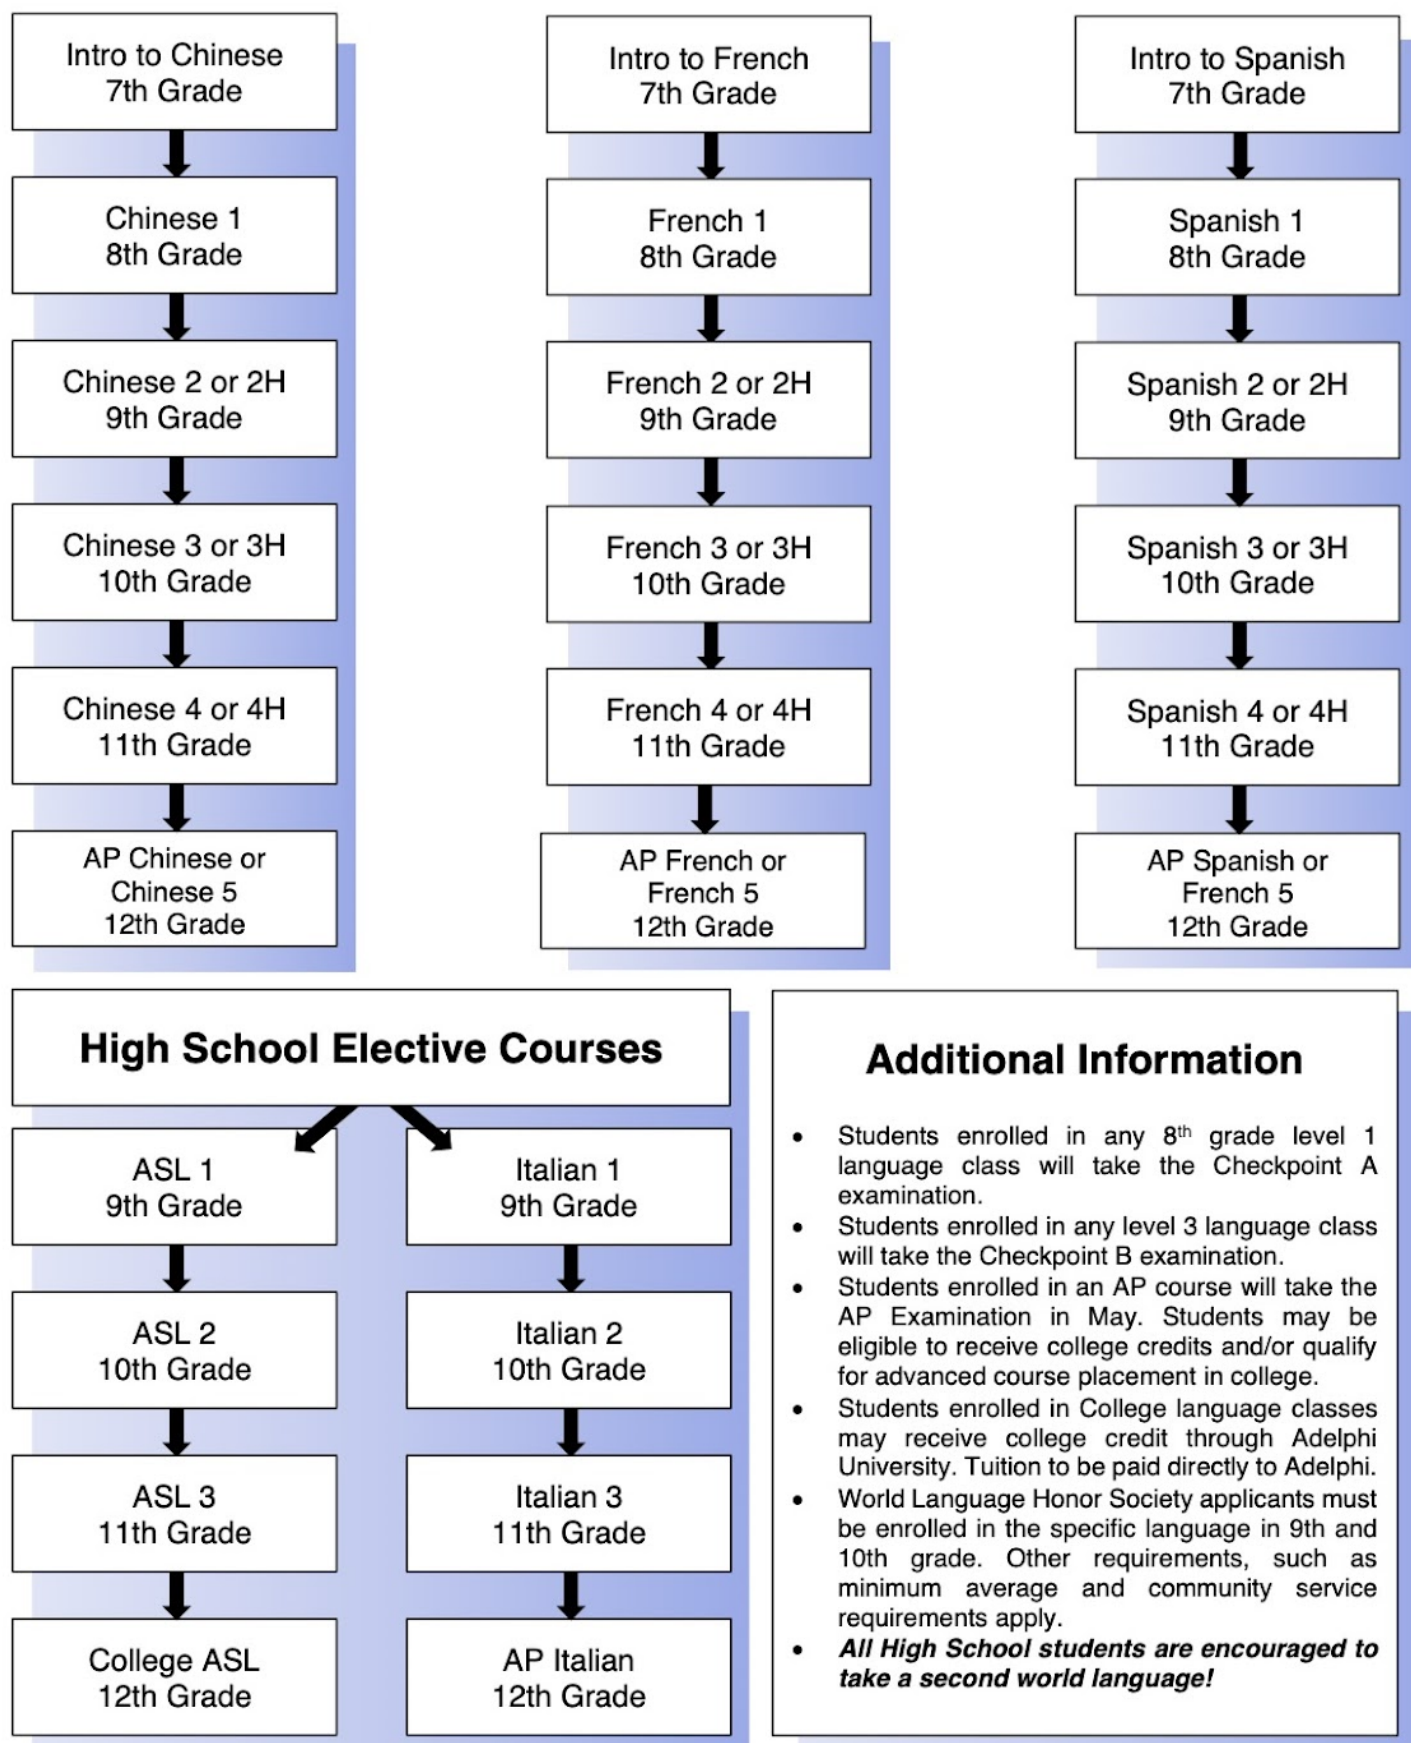 Intro to Chinese
7th Grade
Chinese 1
8th Grade
Chinese 2 or 2H
9th Grade
Chinese 3 or 3H
10th Grade
Chinese 4 or 4H
11th Grade
AP Chinese or
Chinese 5
12th Grade
Intro to French
7th Grade
French 1
8th Grade
French 2 or 2H
9th Grade
French 3 or 3H
10th Grade
French 4 or 4H
11th Grade
AP French or
French 5
12th Grade
Intro to Spanish
7th Grade
Spanish 1
8th Grade
Spanish 2 or 2H
9th Grade
Spanish 3 or 3H
10th Grade
Spanish 4 or 4H
11th Grade
AP Spanish or
French 5
12th Grade
High School Elective Courses
ASL 1
9th Grade
ASL 2
10th Grade
ASL 3
11th Grade
College ASL
12th Grade
Italian 1
9th Grade
Italian 2
10th Grade
Italian 3
11th Grade
AP Italian
12th Grade
Additional Information
• Students enrolled in any 8th grade level 1
language class will take the Checkpoint A
examination.
• Students enrolled in any level 3 language class
will take the Checkpoint B examination.
• Students enrolled in an AP course will take the
AP Examination in May. Students may be
eligible to receive college credits and/or qualify
for advanced course placement in college.
• Students enrolled in College language classes
may receive college credit through Adelphi
University. Tuition to be paid directly to Adelphi.
• World Language Honor Society applicants must
be enrolled in the specific language in 9th and
10th grade. Other requirements, such as
minimum average and community service
requirements apply.
• All High School students are encouraged to
take a second world language!